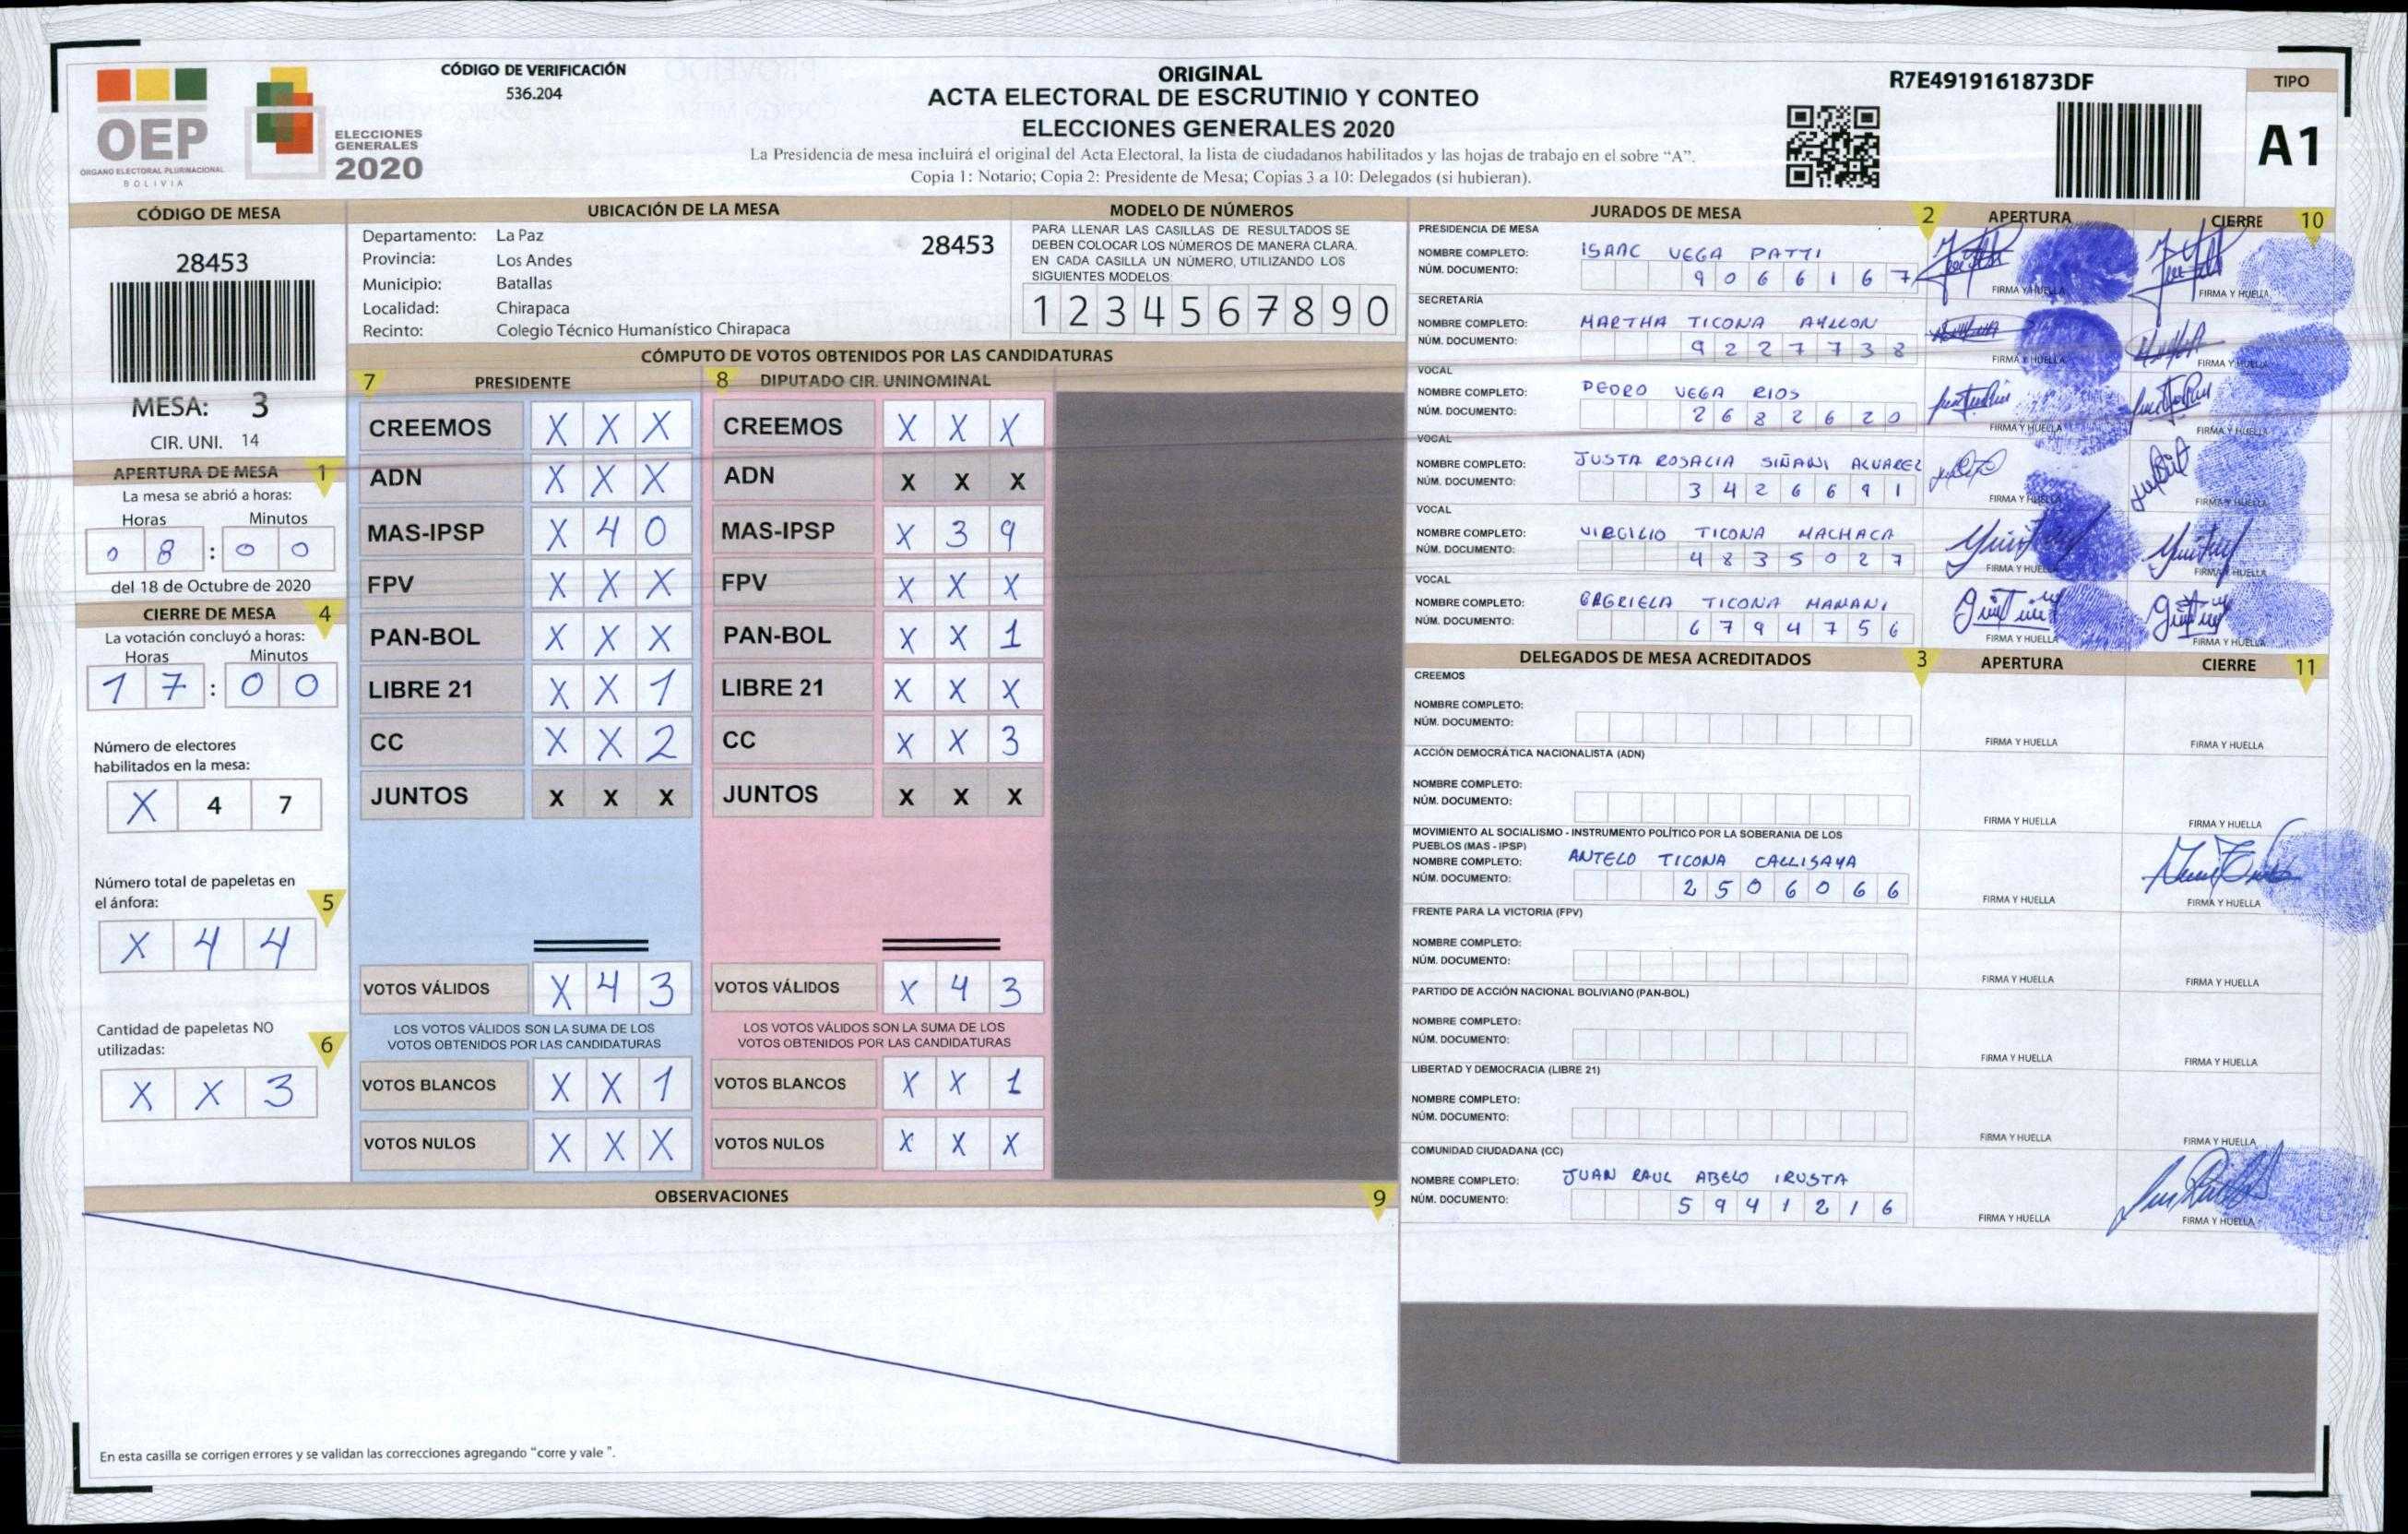 OEP
ÓRGANO ELECTORAL PLURINACIONAL
BOLIVIA
ELECCIONES
GENERALES
2020
CÓDIGO DE VERIFICACIÓN
536.204
ORIGINAL
ACTA ELECTORAL DE ESCRUTINIO Y CONTEO
ELECCIONES GENERALES 2020
La Presidencia de mesa incluirá el original del Acta Electoral, la lista de ciudadanos habilitados y las hojas de trabajo en el sobre “A”.
Copia 1: Notario; Copia 2: Presidente de Mesa; Copias 3 a 10: Delegados (si hubieran).
R7E4919161873DF
TIPO
A1
CÓDIGO DE MESA
28453
MESA: 3
CIR. UNI. 14
APERTURA DE MESA 1
La mesa se abrió a horas:
Horas Minutos
0 8 : 0 0
del 18 de Octubre de 2020
CIERRE DE MESA 4
La votación concluyó a horas:
Horas Minutos
1 7 : 0 0
Número de electores
habilitados en la mesa:
X 4 7
Número total de papeletas en
el ánfora: 5
X 4 4
Cantidad de papeletas NO
utilizadas: 6
X X 3
UBICACIÓN DE LA MESA
Departamento: La Paz 28453
Provincia: Los Andes
Municipio: Batallas
Localidad: Chirapaca
Recinto: Colegio Técnico Humanístico Chirapaca
MODELO DE NÚMEROS
PARA LLENAR LAS CASILLAS DE RESULTADOS SE
DEBEN COLOCAR LOS NÚMEROS DE MANERA CLARA.
EN CADA CASILLA UN NÚMERO, UTILIZANDO LOS
SIGUIENTES MODELOS:
1 2 3 4 5 6 7 8 9 0
CÓMPUTO DE VOTOS OBTENIDOS POR LAS CANDIDATURAS
7 PRESIDENTE 8 DIPUTADO CIR. UNINOMINAL
CREEMOS X X X CREEMOS X X X
ADN X X X ADN X X X
MAS-IPSP X 4 0 MAS-IPSP X 3 9
FPV X X X FPV X X X
PAN-BOL X X X PAN-BOL X X 1
LIBRE 21 X X 1 LIBRE 21 X X X
CC X X 2 CC X X 3
JUNTOS X X X JUNTOS X X X
VOTOS VÁLIDOS X 4 3 VOTOS VÁLIDOS X 4 3
LOS VOTOS VÁLIDOS SON LA SUMA DE LOS LOS VOTOS VÁLIDOS SON LA SUMA DE LOS
VOTOS OBTENIDOS POR LAS CANDIDATURAS VOTOS OBTENIDOS POR LAS CANDIDATURAS
VOTOS BLANCOS X X 1 VOTOS BLANCOS X X 1
VOTOS NULOS X X X VOTOS NULOS X X X
OBSERVACIONES 9
En esta casilla se corrigen errores y se validan las correcciones agregando “corre y vale ”.
JURADOS DE MESA 2 APERTURA CIERRE 10
PRESIDENCIA DE MESA
NOMBRE COMPLETO: ISAAC VEGA PATTI
NÚM. DOCUMENTO: 9 0 6 6 1 6 7 FIRMA Y HUELLA FIRMA Y HUELLA
SECRETARÍA
NOMBRE COMPLETO: MARTHA TICONA AYLLON
NÚM. DOCUMENTO: 9 2 2 7 7 3 8 FIRMA Y HUELLA FIRMA Y HUELLA
VOCAL
NOMBRE COMPLETO: PEDRO VEGA RIOS
NÚM. DOCUMENTO: 2 6 8 2 6 2 0 FIRMA Y HUELLA FIRMA Y HUELLA
VOCAL
NOMBRE COMPLETO: JUSTA ROSALIA SIÑANI ALVAREZ
NÚM. DOCUMENTO: 3 4 2 6 6 9 1 FIRMA Y HUELLA FIRMA Y HUELLA
VOCAL
NOMBRE COMPLETO: VIRGILIO TICONA MACHACA
NÚM. DOCUMENTO: 4 8 3 5 0 2 7 FIRMA Y HUELLA FIRMA Y HUELLA
VOCAL
NOMBRE COMPLETO: GABRIELA TICONA MAMANI
NÚM. DOCUMENTO: 6 7 9 4 7 5 6 FIRMA Y HUELLA FIRMA Y HUELLA
DELEGADOS DE MESA ACREDITADOS 3 APERTURA CIERRE 11
CREEMOS
NOMBRE COMPLETO:
NÚM. DOCUMENTO: FIRMA Y HUELLA FIRMA Y HUELLA
ACCIÓN DEMOCRÁTICA NACIONALISTA (ADN)
NOMBRE COMPLETO:
NÚM. DOCUMENTO: FIRMA Y HUELLA FIRMA Y HUELLA
MOVIMIENTO AL SOCIALISMO - INSTRUMENTO POLÍTICO POR LA SOBERANIA DE LOS
PUEBLOS (MAS - IPSP)
NOMBRE COMPLETO: ANTELO TICONA CALLISAYA
NÚM. DOCUMENTO: 2 5 0 6 0 6 6 FIRMA Y HUELLA FIRMA Y HUELLA
FRENTE PARA LA VICTORIA (FPV)
NOMBRE COMPLETO:
NÚM. DOCUMENTO: FIRMA Y HUELLA FIRMA Y HUELLA
PARTIDO DE ACCIÓN NACIONAL BOLIVIANO (PAN-BOL)
NOMBRE COMPLETO:
NÚM. DOCUMENTO: FIRMA Y HUELLA FIRMA Y HUELLA
LIBERTAD Y DEMOCRACIA (LIBRE 21)
NOMBRE COMPLETO:
NÚM. DOCUMENTO: FIRMA Y HUELLA FIRMA Y HUELLA
COMUNIDAD CIUDADANA (CC)
NOMBRE COMPLETO: JUAN RAUL ABELO IRUSTA
NÚM. DOCUMENTO: 5 9 4 1 2 1 6 FIRMA Y HUELLA FIRMA Y HUELLA